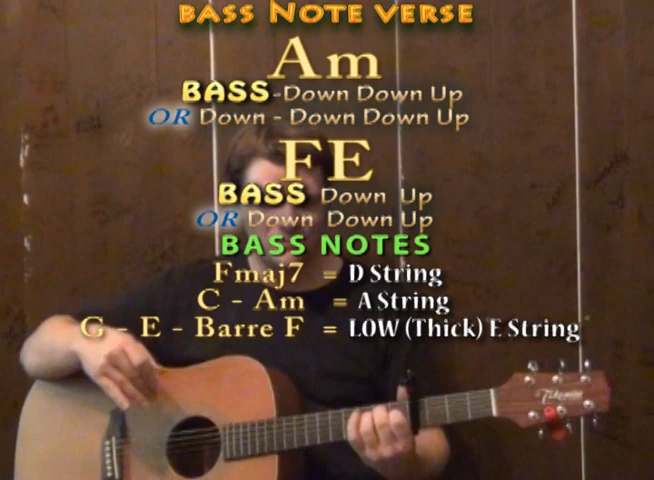 BASS NOTE VERSE
Am
BASS-Down Down Up
OR Down - Down Down Up
FE
BASS Down Up
OR Down Down Up
BASS NOTES
Fmaj7 = D String
C - Am = A String
G - E - Barre F = LOW (Thick) E String
Takamine